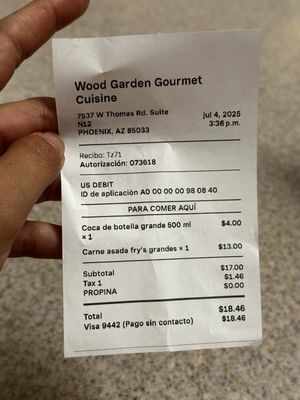 Wood Garden Gourmet
Cuisine
7537 W Thomas Rd. Suite
N12
PHOENIX, AZ 85033
jul 4, 2025
3:36 p.m.
Recibo: Tz71
Autorización: 073618
US DEBIT
ID de aplicación A0 00 00 00 98 08 40
PARA COMER AQUÍ
Coca de botella grande 500 ml × 1 $4.00
Carne asada fry's grandes × 1 $13.00
Subtotal $17.00
Tax 1 $1.46
PROPINA $0.00
Total $18.46
Visa 9442 (Pago sin contacto) $18.46